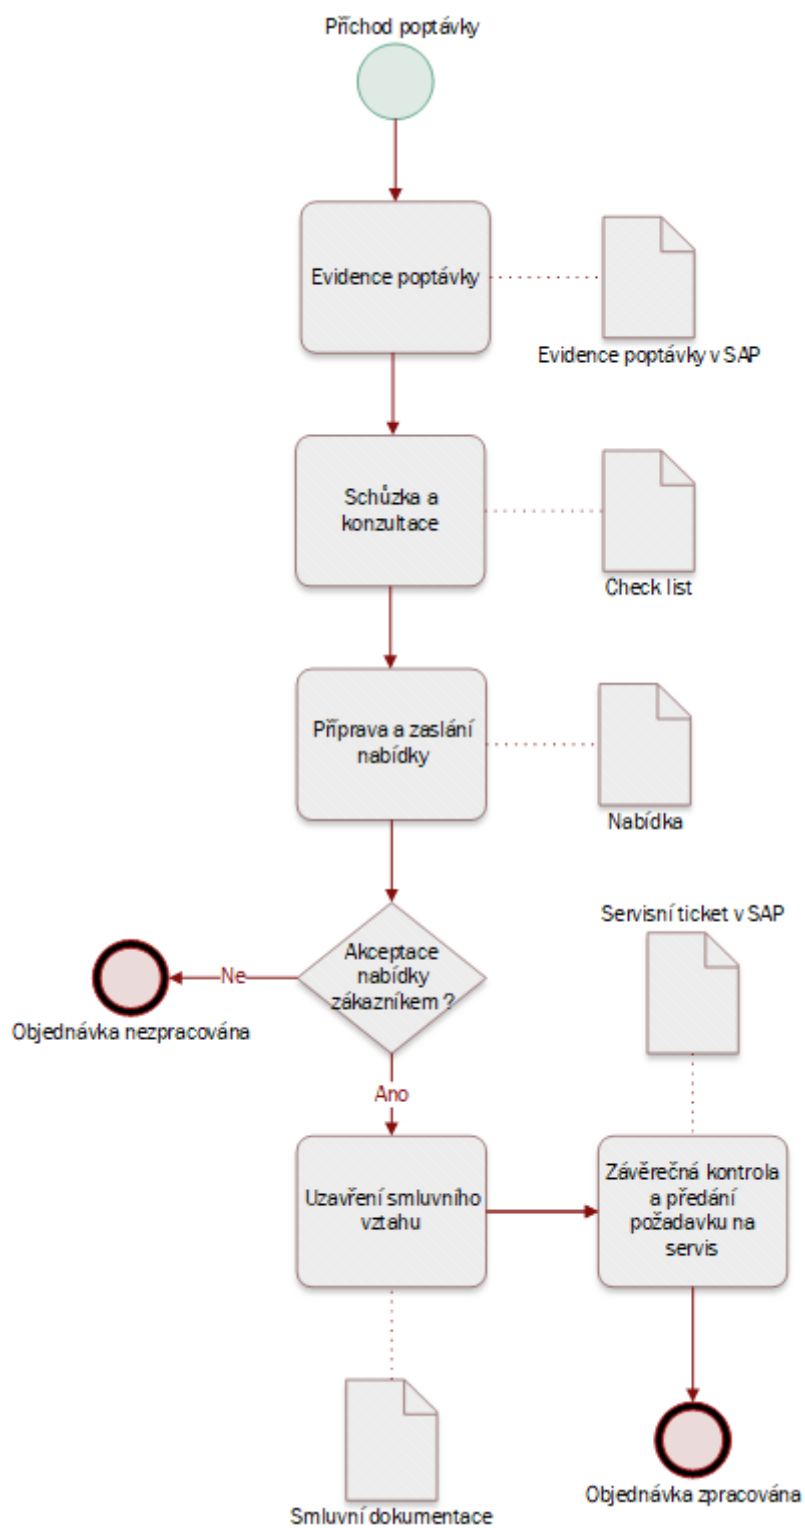 Příchod poptávky
Evidence poptávky
Evidence poptávky v SAP
Schůzka a
konzultace
Check list
Příprava a zaslání
nabídky
Nabídka
Servisní ticket v SAP
Akceptace
nabídky
zákazníkem ?
Ne
Objednávka nezpracována
Ano
Uzavření smluvního
vztahu
Závěrečná kontrola
a předání
požadavku na
servis
Smluvní dokumentace
Objednávka zpracována